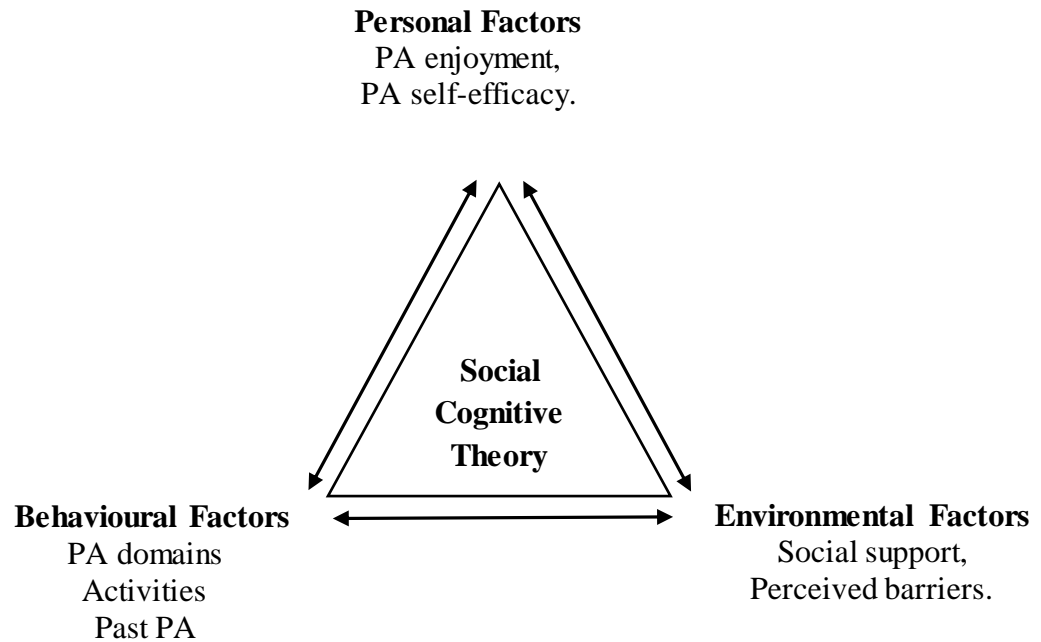 Personal Factors
PA enjoyment,
PA self-efficacy.
Social
Cognitive
Theory
Behavioural Factors
PA domains
Activities
Past PA
Environmental Factors
Social support,
Perceived barriers.